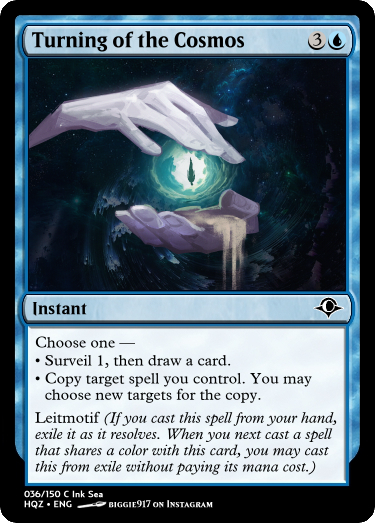 Turning of the Cosmos 3
Instant
Choose one —
• Surveil 1, then draw a card.
• Copy target spell you control. You may
choose new targets for the copy.
Leitmotif (If you cast this spell from your hand,
exile it as it resolves. When you next cast a spell
that shares a color with this card, you may cast
this from exile without paying its mana cost.)
036/150 C Ink Sea
HQZ • ENG BIGGIE917 ON INSTAGRAM